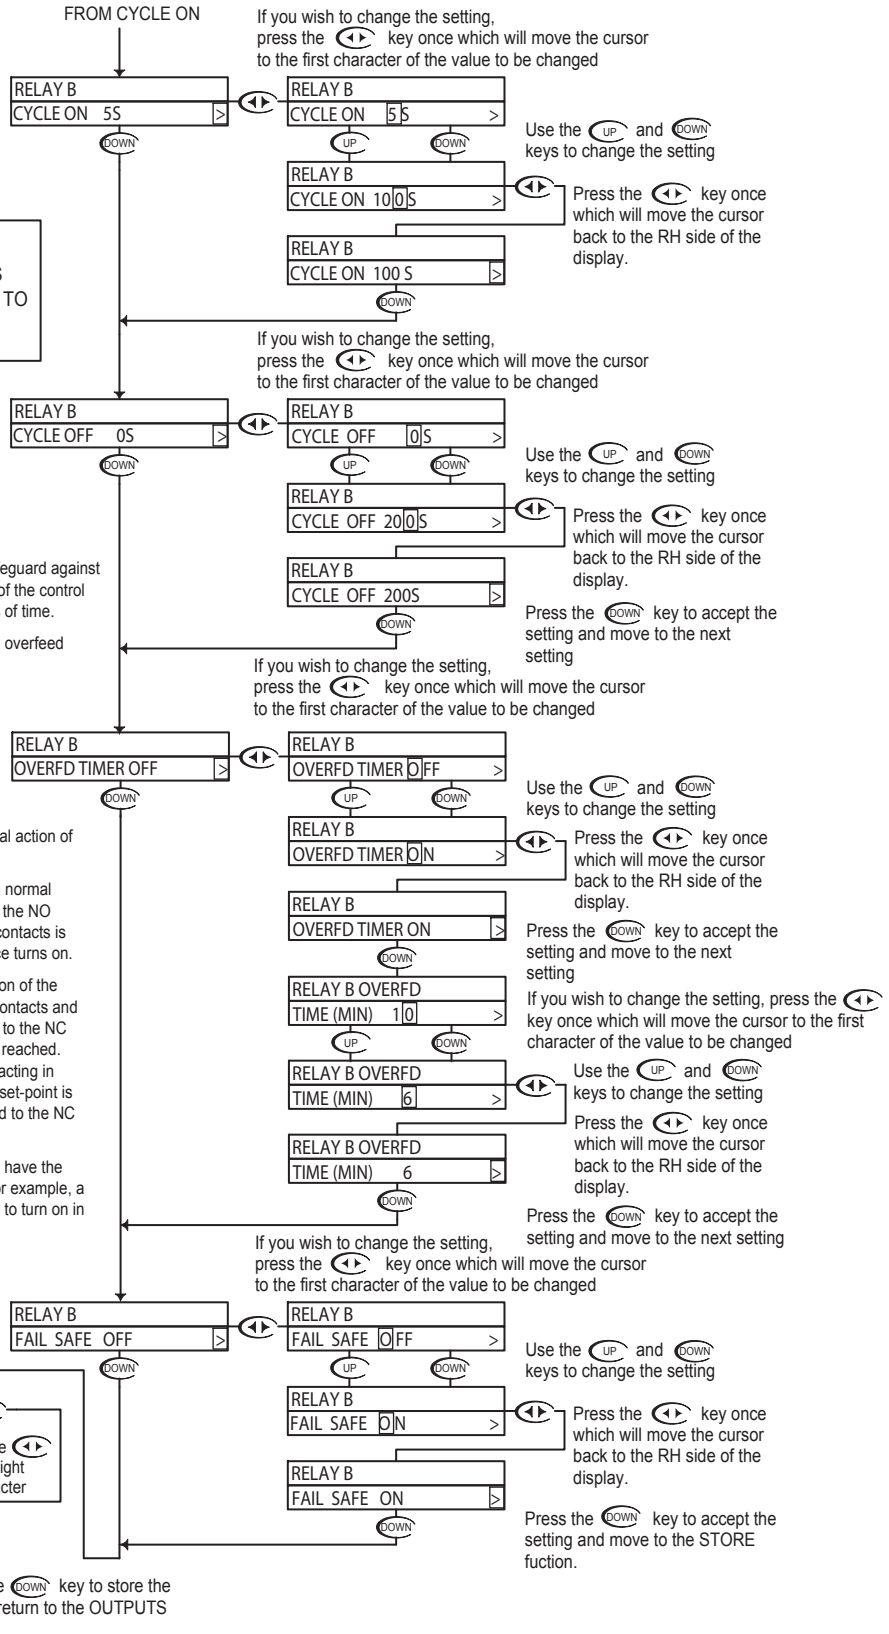 FROM CYCLE ON
If you wish to change the setting,
press the key once which will move the cursor
to the first character of the value to be changed
RELAY B
CYCLE ON 5S >
DOWN
RELAY B
CYCLE ON 5S >
UP DOWN
Use the UP and DOWN
keys to change the setting
RELAY B
CYCLE ON 100S >
Press the key once
which will move the cursor
back to the RH side of the
display.
RELAY B
CYCLE ON 100 S >
DOWN
S
TO
If you wish to change the setting,
press the key once which will move the cursor
to the first character of the value to be changed
RELAY B
CYCLE OFF 0S >
DOWN
RELAY B
CYCLE OFF 0S >
UP DOWN
Use the UP and DOWN
keys to change the setting
RELAY B
CYCLE OFF 200S >
Press the key once
which will move the cursor
back to the RH side of the
display.
RELAY B
CYCLE OFF 200S >
DOWN
Press the DOWN key to accept the
setting and move to the next
setting
eguard against
of the control
of time.
overfeed
If you wish to change the setting,
press the key once which will move the cursor
to the first character of the value to be changed
RELAY B
OVERFD TIMER OFF >
DOWN
RELAY B
OVERFD TIMER OFF >
UP DOWN
Use the UP and DOWN
keys to change the setting
RELAY B
OVERFD TIMER ON >
Press the key once
which will move the cursor
back to the RH side of the
display.
RELAY B
OVERFD TIMER ON >
DOWN
Press the DOWN key to accept the
setting and move to the next
setting
RELAY B OVERFD
TIME (MIN) 10 >
UP DOWN
If you wish to change the setting, press the
key once which will move the cursor to the first
character of the value to be changed
RELAY B OVERFD
TIME (MIN) 6 >
Use the UP and DOWN
keys to change the setting
Press the key once
which will move the cursor
back to the RH side of the
display.
RELAY B OVERFD
TIME (MIN) 6 >
DOWN
Press the DOWN key to accept the
setting and move to the next setting
al action of
normal
the NO
contacts is
ce turns on.
on of the
ontacts and
to the NC
reached.
acting in
set-point is
d to the NC
have the
or example, a
to turn on in
If you wish to change the setting,
press the key once which will move the cursor
to the first character of the value to be changed
RELAY B
FAIL SAFE OFF >
DOWN
RELAY B
FAIL SAFE OFF >
UP DOWN
Use the UP and DOWN
keys to change the setting
RELAY B
FAIL SAFE ON >
Press the key once
which will move the cursor
back to the RH side of the
display.
RELAY B
FAIL SAFE ON >
DOWN
Press the DOWN key to accept the
setting and move to the STORE
fuction.
e
ight
cter
e DOWN key to store the
return to the OUTPUTS